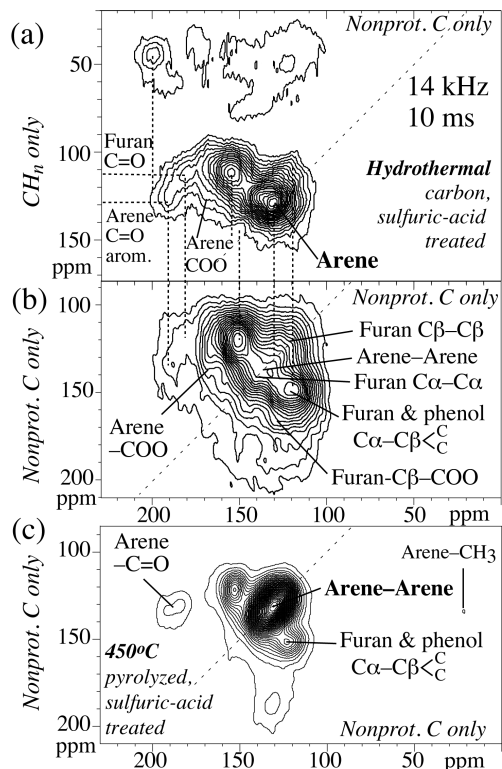 (a)
Nonprot. C only
50
14 kHz
10 ms
Furan
C=O
100
CHn only
Hydrothermal
carbon,
sulfuric-acid
treated
Arene
C=O
arom.
Arene
COO
150
ppm
Arene
(b)
Nonprot. C only
100
Furan Cβ–Cβ
Arene–Arene
Furan Cα–Cα
Furan & phenol
Cα–Cβ<C
C
Furan-Cβ–COO
Arene
–COO
150
Nonprot. C only
200
ppm
200
150
100
50
ppm
(c)
Arene
–C=O
Arene–CH3
100
Arene–Arene
Furan & phenol
Cα–Cβ<C
C
150
Nonprot. C only
450ºC
pyrolyzed,
sulfuric-acid
treated
200
ppm
Nonprot. C only
200
150
100
50
ppm